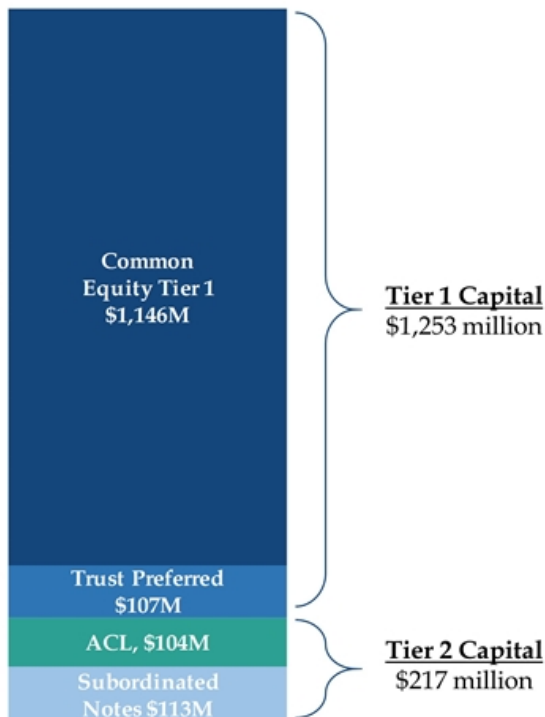 Common
Equity Tier 1
$1,146M
Tier 1 Capital
$1,253 million
Trust Preferred
$107M
ACL, $104M
Tier 2 Capital
$217 million
Subordinated
Notes $113M